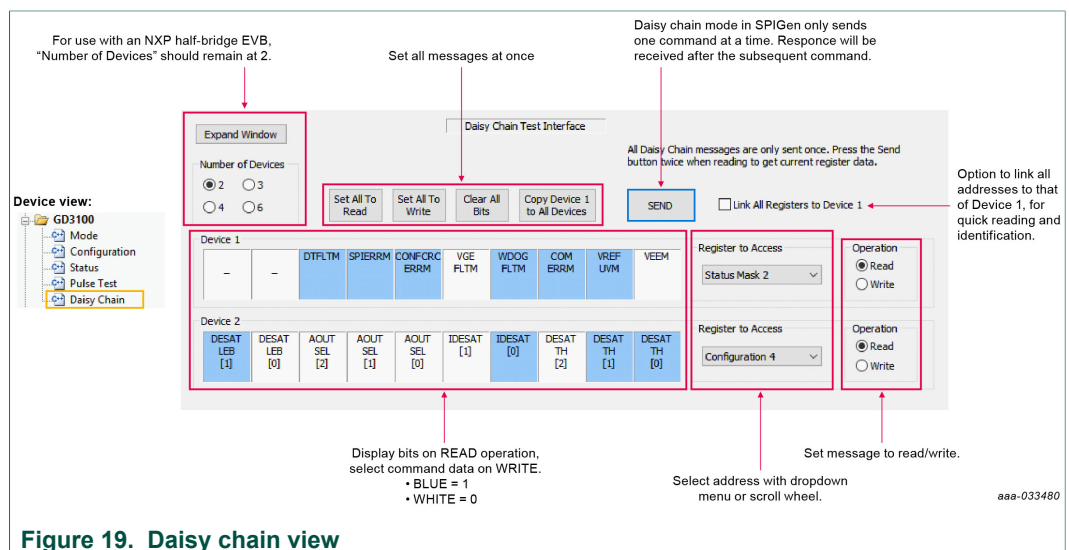 Daisy chain mode in SPIGen only sends
one command at a time. Responce will be
received after the subsequent command.
For use with an NXP half-bridge EVB,
“Number of Devices” should remain at 2.
Set all messages at once
Expand Window
Daisy Chain Test Interface
All Daisy Chain messages are only sent once. Press the Send
button twice when reading to get current register data.
Number of Devices
2
3
4
6
Set All To
Read
Set All To
Write
Clear All
Bits
Copy Device 1
to All Devices
SEND
Link All Registers to Device 1
Option to link all
addresses to that
of Device 1, for
quick reading and
identification.
Device view:
GD3100
Mode
Configuration
Status
Pulse Test
Daisy Chain
Device 1
–
–
DTFLTM
SPIERRM
CONFCRC
ERRM
VGE
FLTM
WDOG
FLTM
COM
ERRM
VREF
UVM
VEEM
Register to Access
Status Mask 2
Operation
Read
Write
Device 2
DESAT
LEB
[1]
DESAT
LEB
[0]
AOUT
SEL
[2]
AOUT
SEL
[1]
AOUT
SEL
[0]
IDESAT
[1]
IDESAT
[0]
DESAT
TH
[2]
DESAT
TH
[1]
DESAT
TH
[0]
Register to Access
Configuration 4
Operation
Read
Write
Display bits on READ operation,
select command data on WRITE.
• BLUE = 1
• WHITE = 0
Select address with dropdown
menu or scroll wheel.
Set message to read/write.
aaa-033480
Figure 19. Daisy chain view